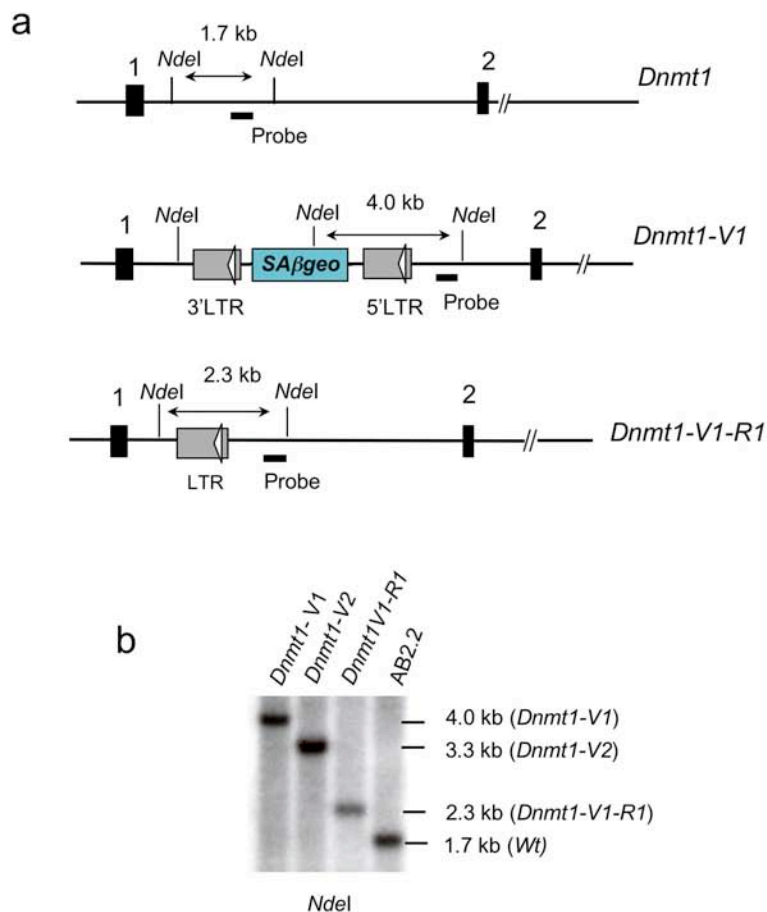 a
1.7 kb
NdeI NdeI
1 2
Dnmt1
Probe
NdeI 4.0 kb NdeI
1 NdeI 2
Dnmt1-V1
SAβgeo
3'LTR 5'LTR Probe
2.3 kb
1 NdeI NdeI 2
Dnmt1-V1-R1
LTR Probe
b
Dnmt1- V1
Dnmt1-V2
Dnmt1V1-R1
AB2.2
4.0 kb (Dnmt1-V1)
3.3 kb (Dnmt1-V2)
2.3 kb (Dnmt1-V1-R1)
1.7 kb (Wt)
NdeI